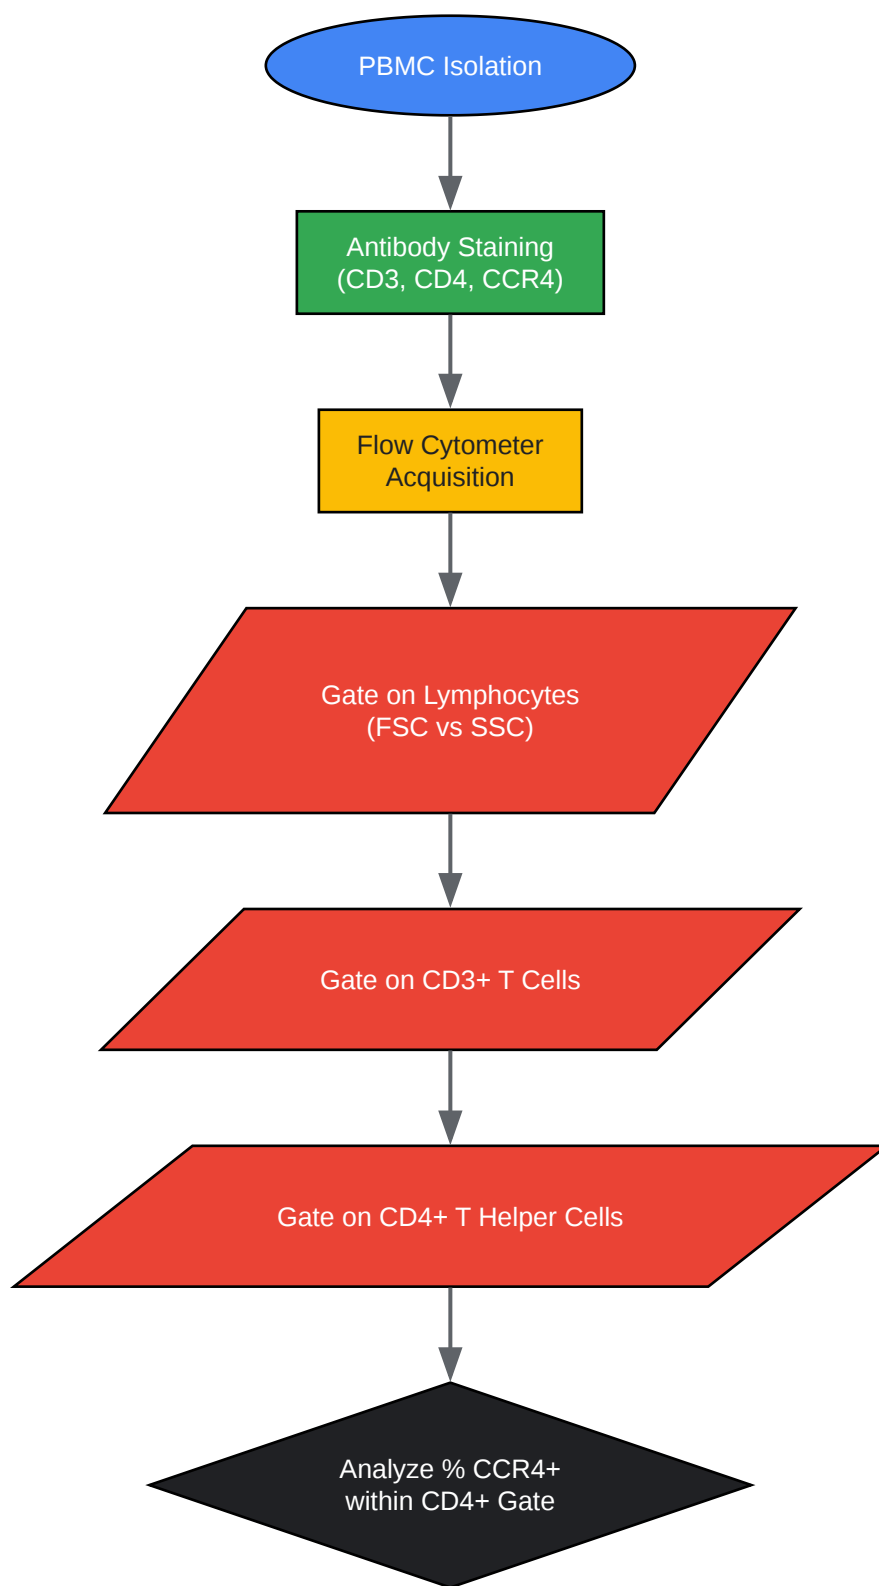 PBMC Isolation
Antibody Staining
(CD3, CD4, CCR4)
Flow Cytometer
Acquisition
Gate on Lymphocytes
(FSC vs SSC)
Gate on CD3+ T Cells
Gate on CD4+ T Helper Cells
Analyze % CCR4+
within CD4+ Gate